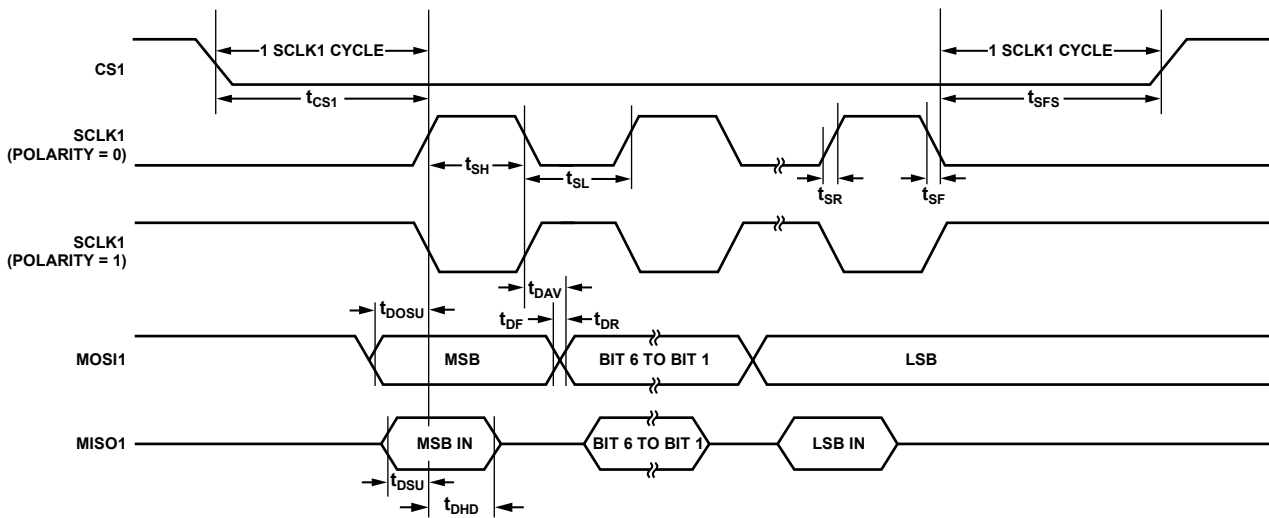 1 SCLK1 CYCLE
1 SCLK1 CYCLE
CS1
tCS1
tSFS
SCLK1
(POLARITY = 0)
tSH
tSL
tSR
tSF
SCLK1
(POLARITY = 1)
tDAV
tDOSU
tDF
tDR
MOSI1
MSB
BIT 6 TO BIT 1
LSB
MISO1
MSB IN
BIT 6 TO BIT 1
LSB IN
tDSU
tDHD